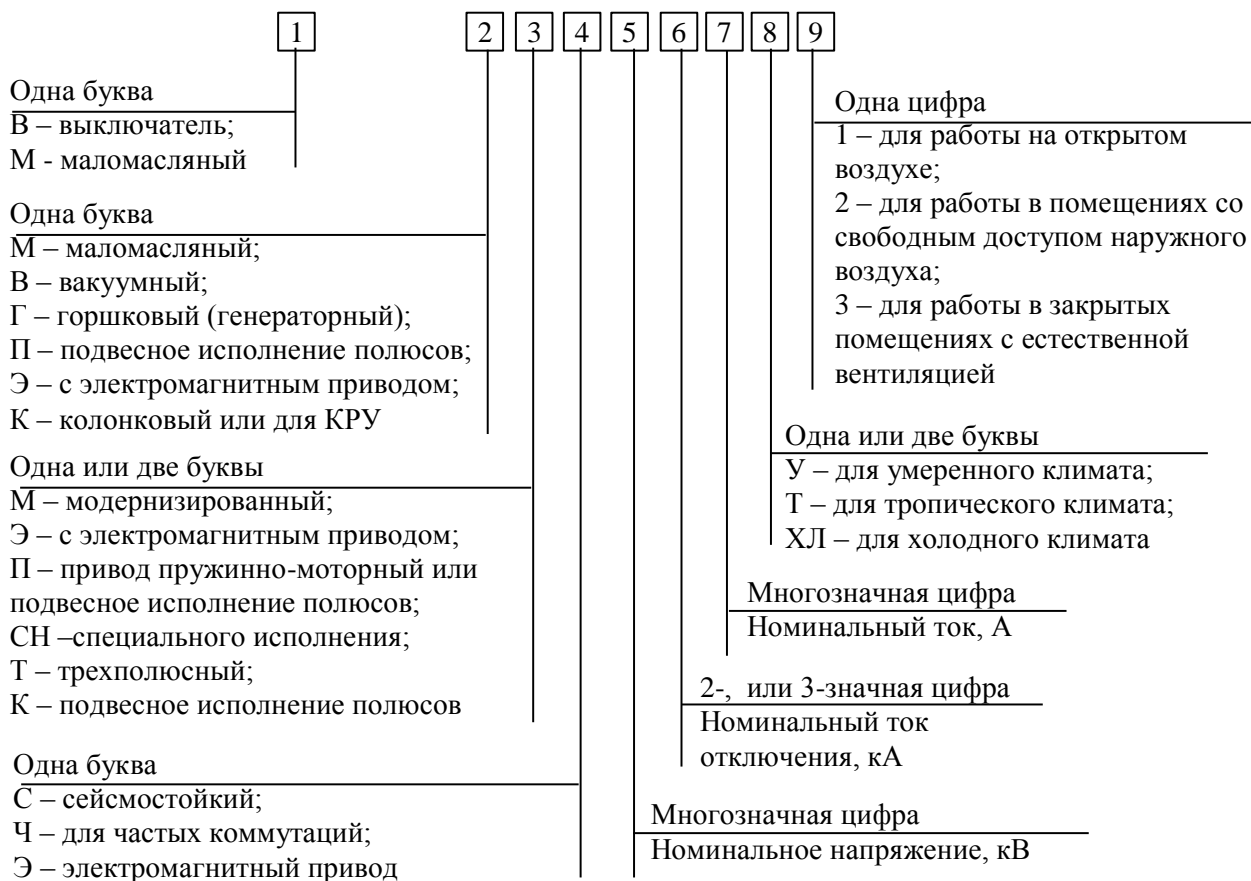 1 2 3 4 5 6 7 8 9
Одна буква
В – выключатель;
М - маломасляный
Одна буква
М – маломасляный;
В – вакуумный;
Г – горшковый (генераторный);
П – подвесное исполнение полюсов;
Э – с электромагнитным приводом;
К – колонковый или для КРУ
Одна или две буквы
М – модернизированный;
Э – с электромагнитным приводом;
П – привод пружинно-моторный или
подвесное исполнение полюсов;
СН –специального исполнения;
Т – трехполюсный;
К – подвесное исполнение полюсов
Одна буква
С – сейсмостойкий;
Ч – для частых коммутаций;
Э – электромагнитный привод
Одна цифра
1 – для работы на открытом
воздухе;
2 – для работы в помещениях со
свободным доступом наружного
воздуха;
3 – для работы в закрытых
помещениях с естественной
вентиляцией
Одна или две буквы
У – для умеренного климата;
Т – для тропического климата;
ХЛ – для холодного климата
Многозначная цифра
Номинальный ток, А
2-, или 3-значная цифра
Номинальный ток
отключения, кА
Многозначная цифра
Номинальное напряжение, кВ